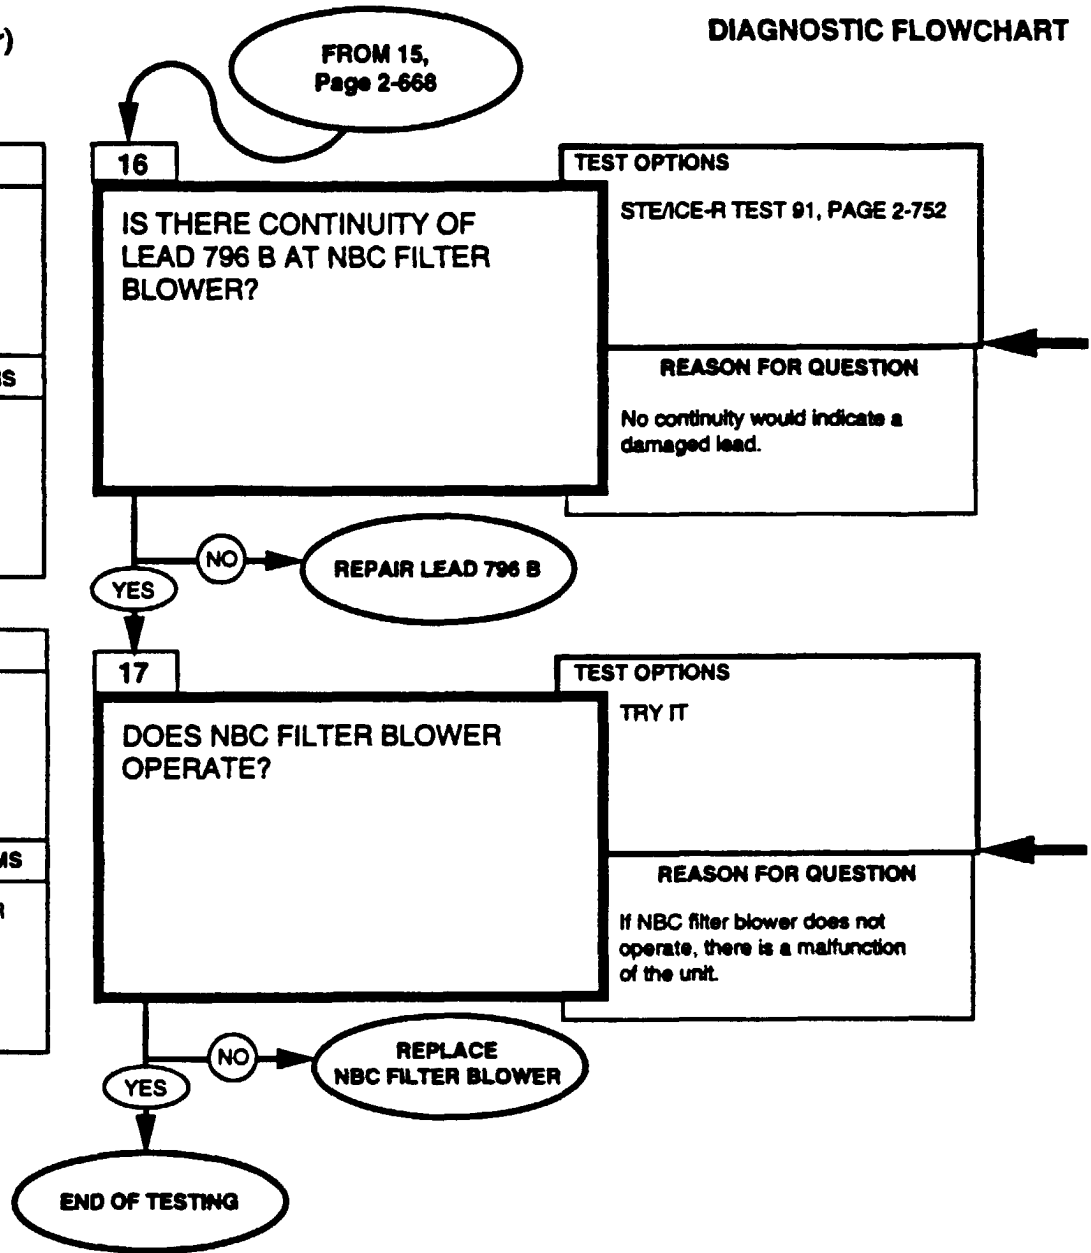 DIAGNOSTIC FLOWCHART
FROM 15,
Page 2-668
16
IS THERE CONTINUITY OF
LEAD 796 B AT NBC FILTER
BLOWER?
TEST OPTIONS
STE/ICE-R TEST 91, PAGE 2-752
REASON FOR QUESTION
No continuity would indicate a
damaged lead.
NO
REPAIR LEAD 796 B
YES
17
DOES NBC FILTER BLOWER
OPERATE?
TEST OPTIONS
TRY IT
REASON FOR QUESTION
If NBC filter blower does not
operate, there is a malfunction
of the unit.
NO
REPLACE
NBC FILTER BLOWER
YES
END OF TESTING